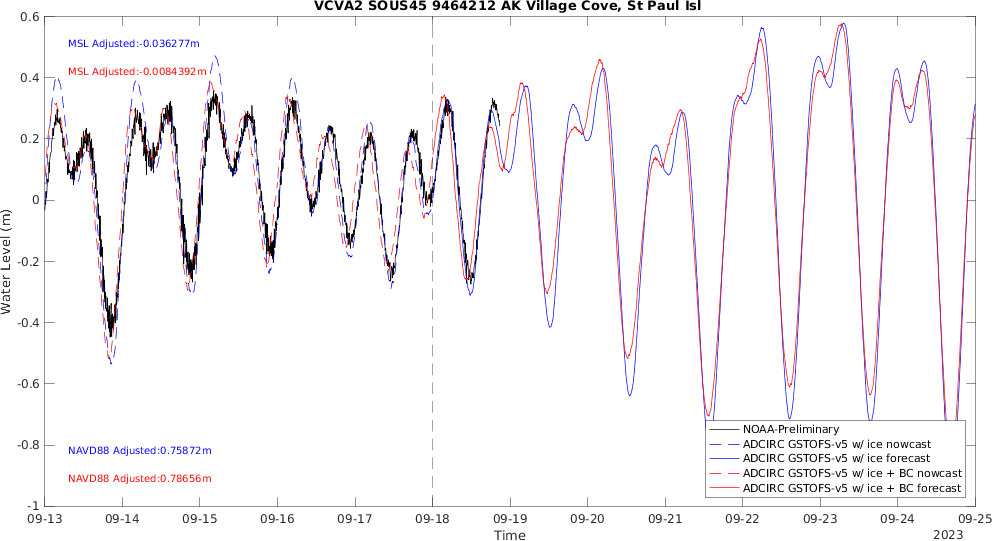 VCVA2 SOUS45 9464212 AK Village Cove, St Paul Isl
0.6
0.4
0.2
0
-0.2
-0.4
-0.6
-0.8
-1
Water Level (m)
MSL Adjusted:-0.036277m
MSL Adjusted:-0.0084392m
NAVD88 Adjusted:0.75872m
NAVD88 Adjusted:0.78656m
NOAA-Preliminary
ADCIRC GSTOFS-v5 w/ ice nowcast
ADCIRC GSTOFS-v5 w/ ice forecast
ADCIRC GSTOFS-v5 w/ ice + BC nowcast
ADCIRC GSTOFS-v5 w/ ice + BC forecast
09-13 09-14 09-15 09-16 09-17 09-18 09-19 09-20 09-21 09-22 09-23 09-24 09-25
Time
2023